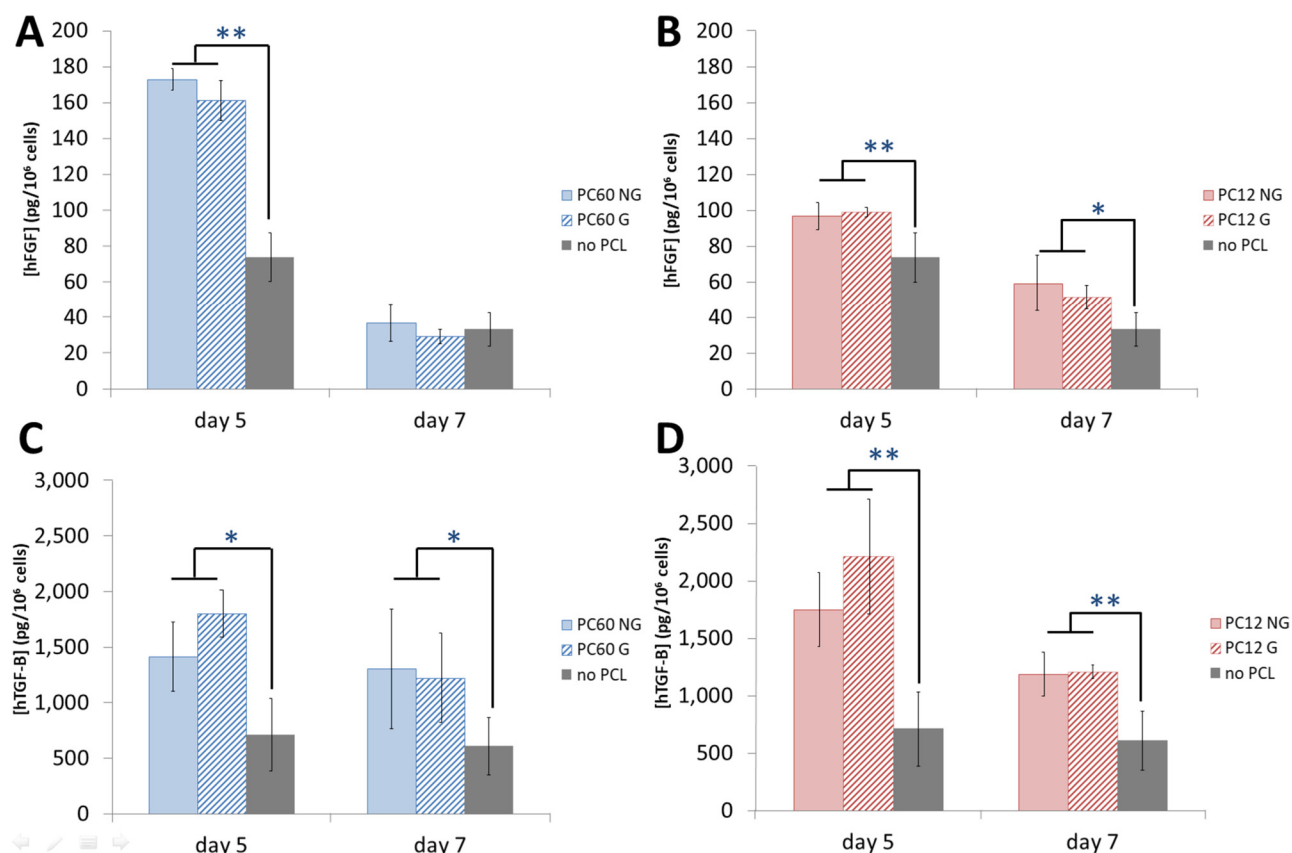 A
**
200
180
160
140
120
100
80
60
40
20
0
[hFGF] (pg/10⁶ cells)
day 5
day 7
PC60 NG
PC60 G
no PCL
B
**
*
200
180
160
140
120
100
80
60
40
20
0
[hFGF] (pg/10⁶ cells)
day 5
day 7
PC12 NG
PC12 G
no PCL
C
*
*
3,000
2,500
2,000
1,500
1,000
500
0
[hTGF-B] (pg/10⁶ cells)
day 5
day 7
PC60 NG
PC60 G
no PCL
D
**
**
3,000
2,500
2,000
1,500
1,000
500
0
[hTGF-B] (pg/10⁶ cells)
day 5
day 7
PC12 NG
PC12 G
no PCL